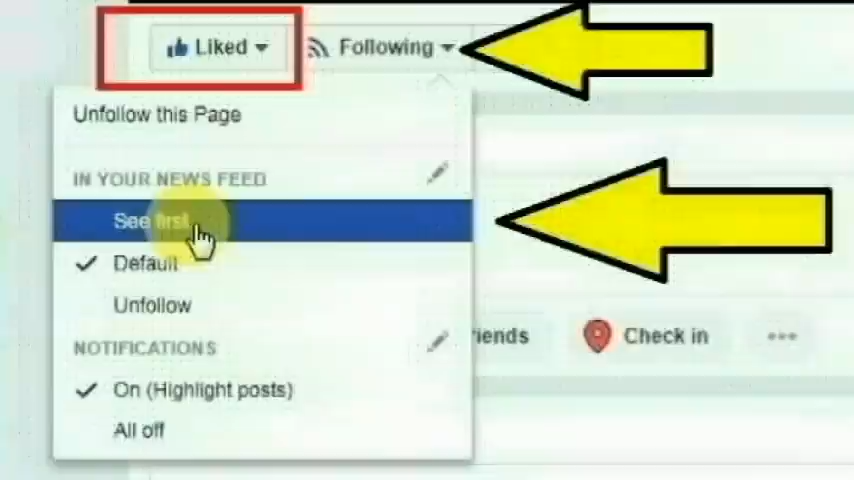 Liked
Following
Unfollow this Page
IN YOUR NEWS FEED
See first
Default
Unfollow
riends
Check in
NOTIFICATIONS
On (Highlight posts)
All off